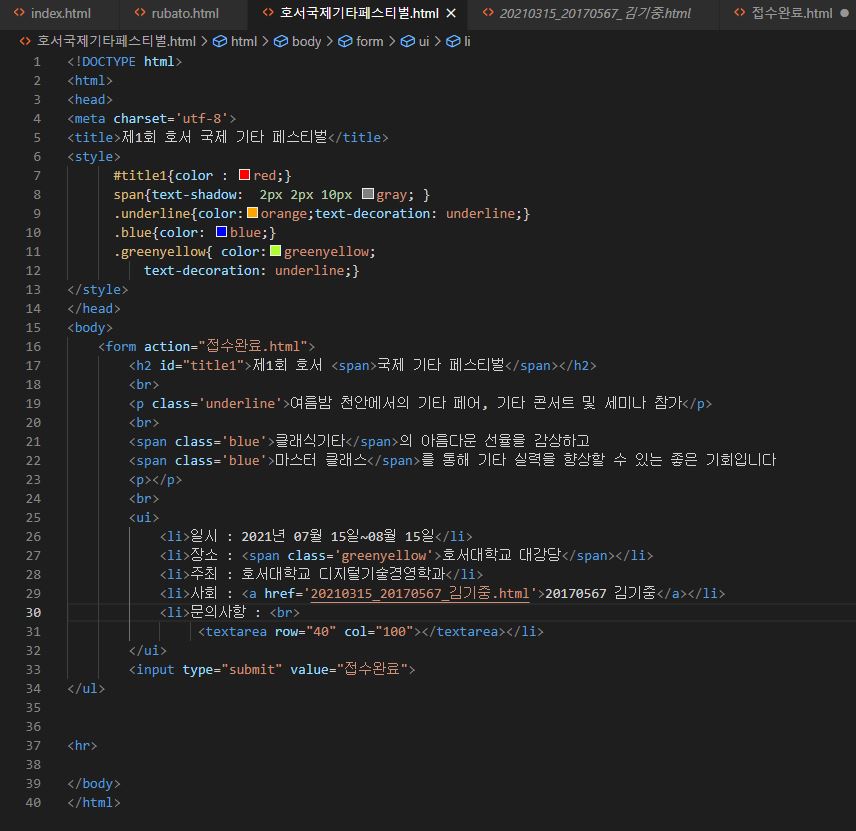 index.html rubato.html 호서국제기타페스티벌.html 20210315_20170567_김기중.html 접수완료.html
호서국제기타페스티벌.html > html > body > form > ui > li
1 <!DOCTYPE html>
2 <html>
3 <head>
4 <meta charset='utf-8'>
5 <title>제1회 호서 국제 기타 페스티벌</title>
6 <style>
7 #title1{color : red;}
8 span{text-shadow: 2px 2px 10px gray; }
9 .underline{color:orange;text-decoration: underline;}
10 .blue{color: blue;}
11 .greenyellow{ color:greenyellow;
12 text-decoration: underline;}
13 </style>
14 </head>
15 <body>
16 <form action="접수완료.html">
17 <h2 id="title1">제1회 호서 <span>국제 기타 페스티벌</span></h2>
18 <br>
19 <p class='underline'>여름밤 천안에서의 기타 페어, 기타 콘서트 및 세미나 참가</p>
20 <br>
21 <span class='blue'>클래식기타</span>의 아름다운 선율을 감상하고
22 <span class='blue'>마스터 클래스</span>를 통해 기타 실력을 향상할 수 있는 좋은 기회입니다
23 <p></p>
24 <br>
25 <ui>
26 <li>일시 : 2021년 07월 15일~08월 15일</li>
27 <li>장소 : <span class='greenyellow'>호서대학교 대강당</span></li>
28 <li>주최 : 호서대학교 디지털기술경영학과</li>
29 <li>사회 : <a href='20210315_20170567_김기중.html'>20170567 김기중</a></li>
30 <li>문의사항 : <br>
31 <textarea row="40" col="100"></textarea></li>
32 </ui>
33 <input type="submit" value="접수완료">
34 </ul>
35
36
37 <hr>
38
39 </body>
40 </html>